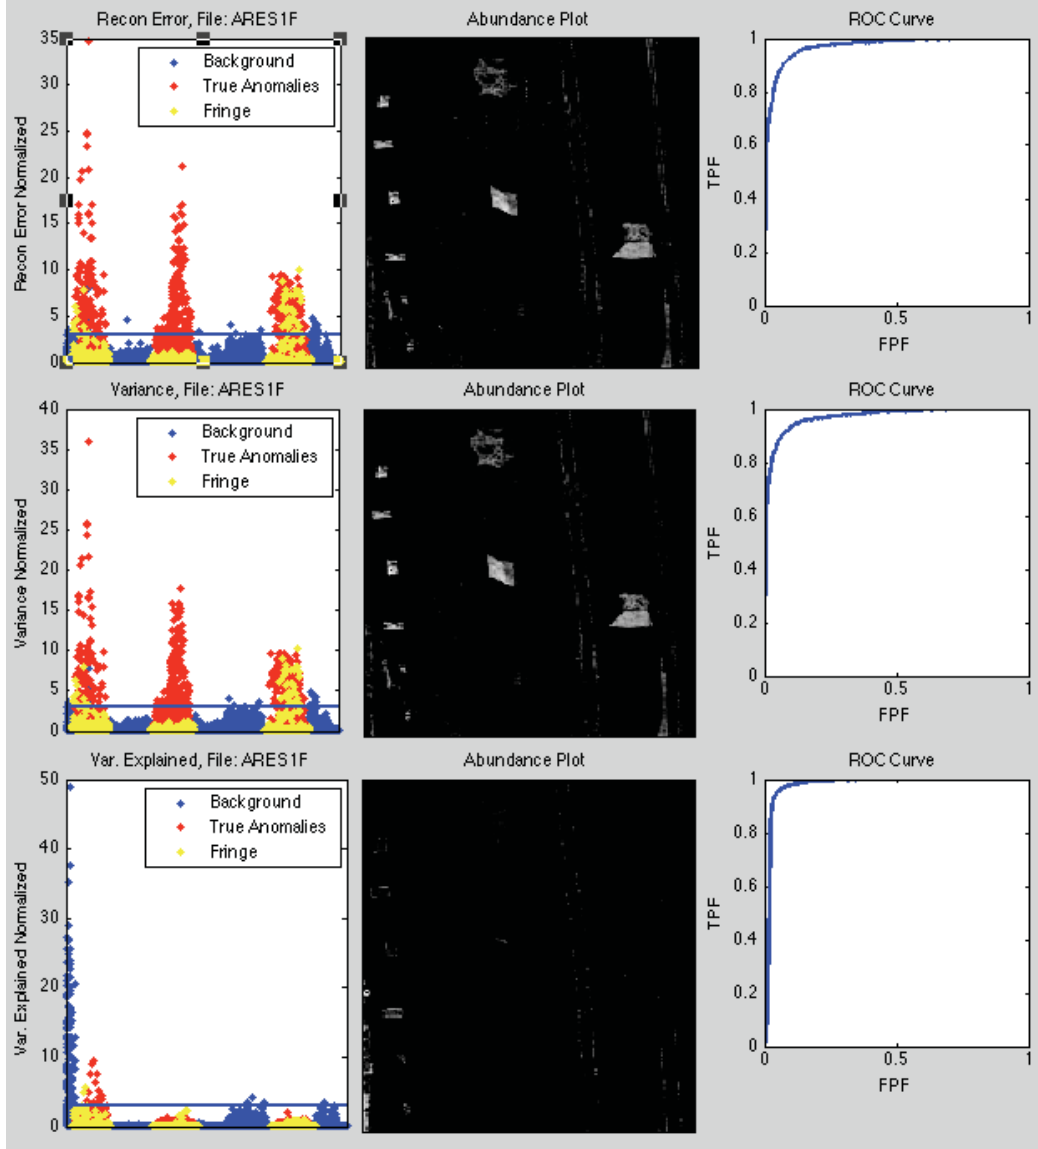 Recon Error, File: ARES1F
Abundance Plot
ROC Curve
35
30
25
20
15
10
5
0
Recon Error Normalized
Background
True Anomalies
Fringe
1
0.8
0.6
0.4
0.2
0
TPF
0
0.5
1
FPF
Variance, File: ARES1F
Abundance Plot
ROC Curve
40
35
30
25
20
15
10
5
0
Variance Normalized
Background
True Anomalies
Fringe
1
0.8
0.6
0.4
0.2
0
TPF
0
0.5
1
FPF
Var. Explained, File: ARES1F
Abundance Plot
ROC Curve
50
40
30
20
10
0
Var. Explained Normalized
Background
True Anomalies
Fringe
1
0.8
0.6
0.4
0.2
0
TPF
0
0.5
1
FPF